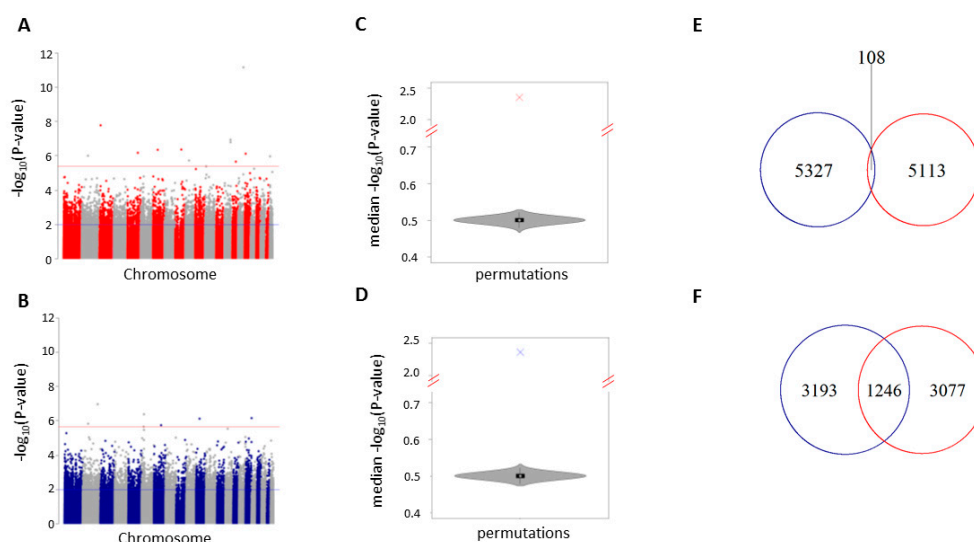 A
12
10
8
6
4
2
0
-log10(P-value)
Chromosome
B
12
10
8
6
4
2
0
-log10(P-value)
Chromosome
C
2.5
2.0
0.7
0.6
0.5
0.4
median -log10(P-value)
permutations
D
2.5
2.0
0.7
0.6
0.5
0.4
median -log10(P-value)
permutations
E
108
5327
5113
F
3193
1246
3077